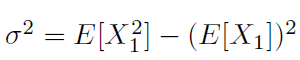 σ² = E[X₁²] − (E[X₁])²